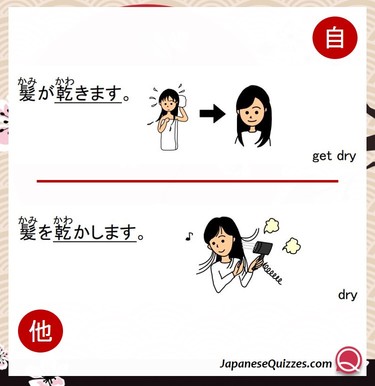 自
かみ かわ
髪が乾きます。
get dry
かみ かわ
髪を乾かします。
dry
他
JapaneseQuizzes.com